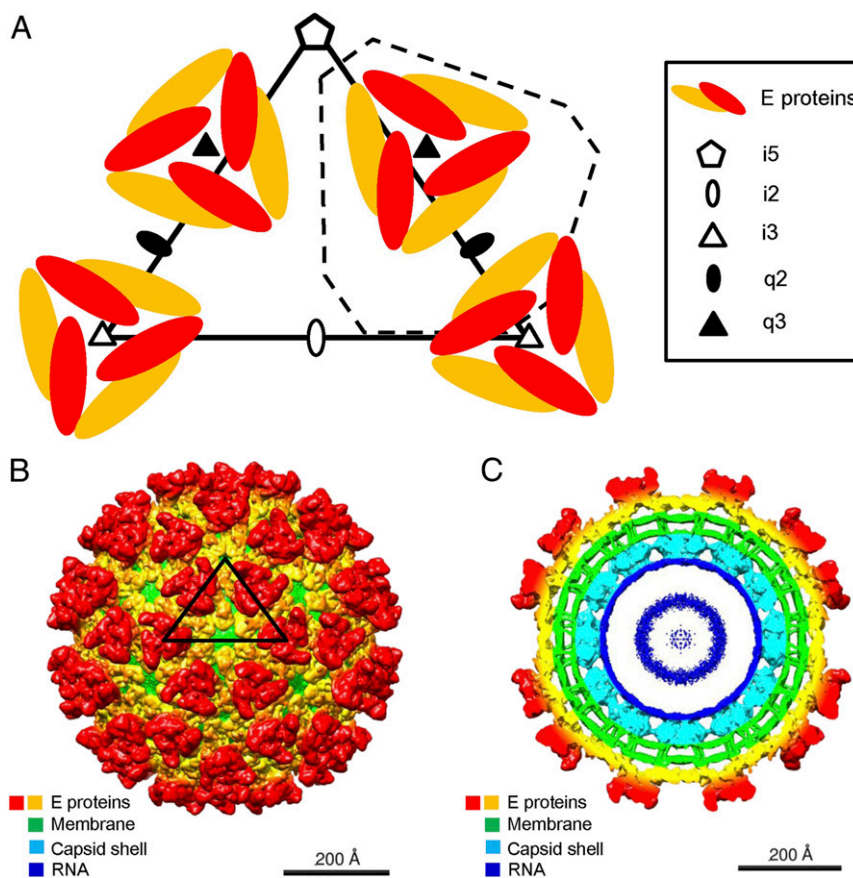 A
E proteins
i5
i2
i3
q2
q3
B
C
E proteins
Membrane
Capsid shell
RNA
200 Å
E proteins
Membrane
Capsid shell
RNA
200 Å